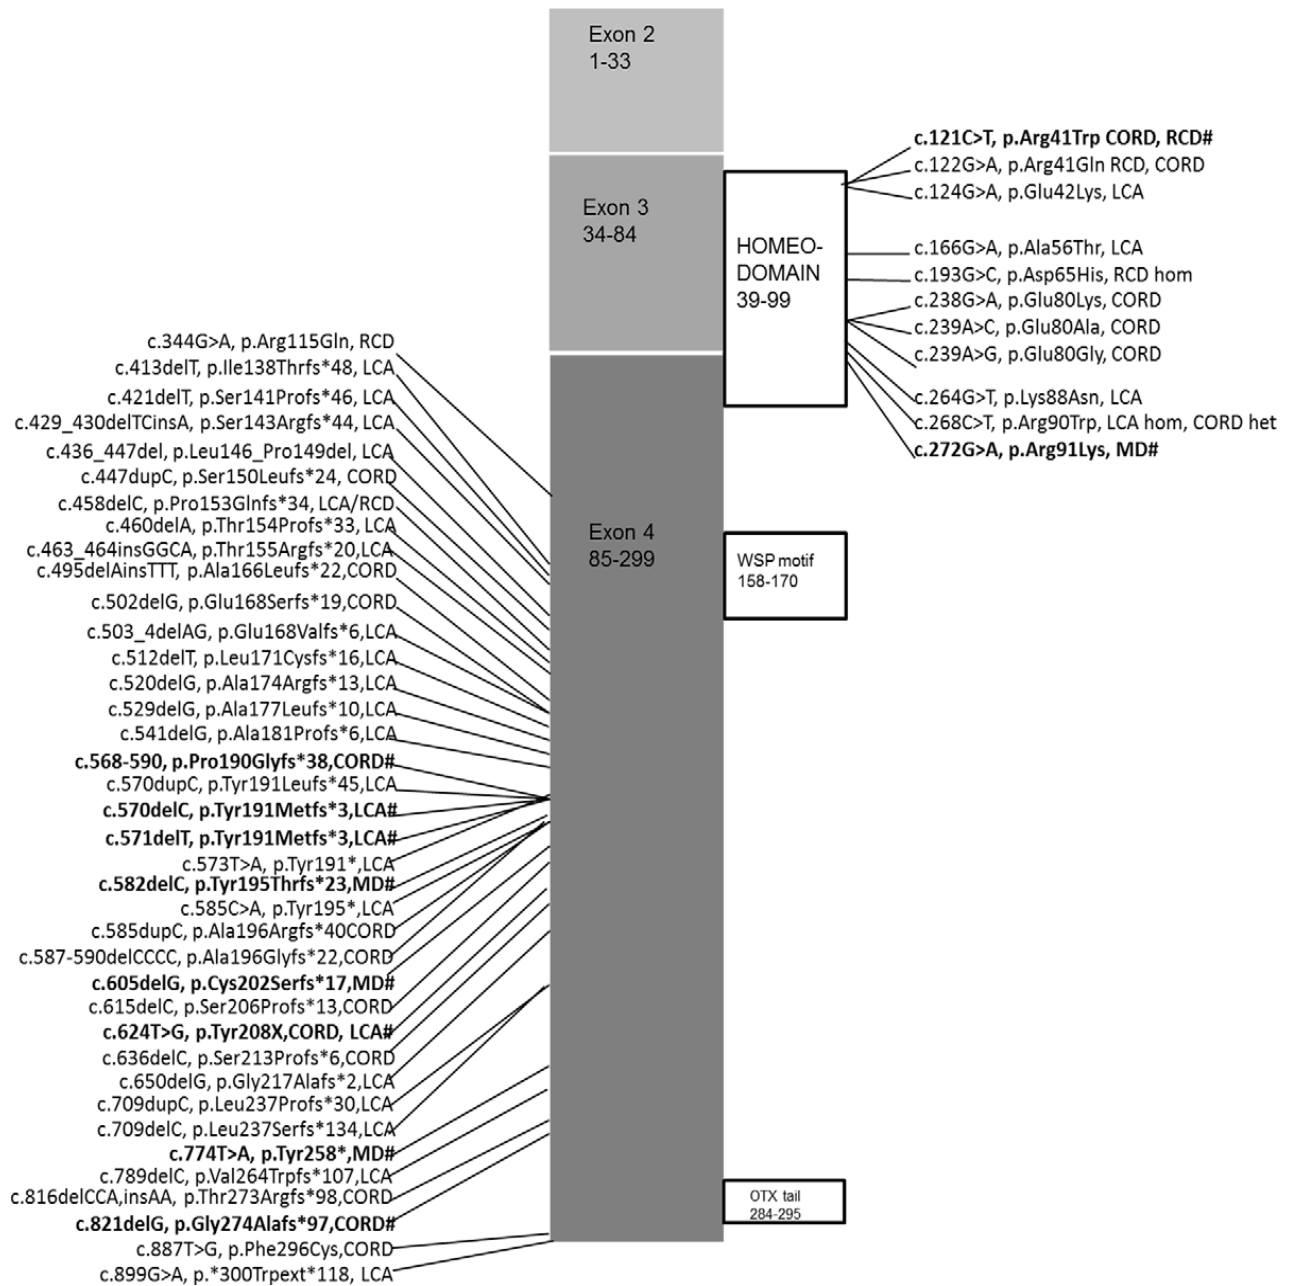 Exon 2
1-33
Exon 3
34-84
HOMEO-
DOMAIN
39-99
c.121C>T, p.Arg41Trp CORD, RCD#
c.122G>A, p.Arg41Gln RCD, CORD
c.124G>A, p.Glu42Lys, LCA
c.166G>A, p.Ala56Thr, LCA
c.193G>C, p.Asp65His, RCD hom
c.238G>A, p.Glu80Lys, CORD
c.239A>C, p.Glu80Ala, CORD
c.239A>G, p.Glu80Gly, CORD
c.264G>T, p.Lys88Asn, LCA
c.268C>T, p.Arg90Trp, LCA hom, CORD het
c.272G>A, p.Arg91Lys, MD#
c.344G>A, p.Arg115Gln, RCD
c.413delT, p.Ile138Thrfs*48, LCA
c.421delT, p.Ser141Profs*46, LCA
c.429_430delTCinsA, p.Ser143Argfs*44, LCA
c.436_447del, p.Leu146_Pro149del, LCA
c.447dupC, p.Ser150Leufs*24, CORD
c.458delC, p.Pro153Glnfs*34, LCA/RCD
c.460delA, p.Thr154Profs*33, LCA
c.463_464insGGCA, p.Thr155Argfs*20,LCA
c.495delAinsTTT, p.Ala166Leufs*22,CORD
c.502delG, p.Glu168Serfs*19,CORD
c.503_4delAG, p.Glu168Valfs*6,LCA
c.512delT, p.Leu171Cysfs*16,LCA
c.520delG, p.Ala174Argfs*13,LCA
c.529delG, p.Ala177Leufs*10,LCA
c.541delG, p.Ala181Profs*6,LCA
c.568-590, p.Pro190Glyfs*38,CORD#
c.570dupC, p.Tyr191Leufs*45,LCA
c.570delC, p.Tyr191Metfs*3,LCA#
c.571delT, p.Tyr191Metfs*3,LCA#
c.573T>A, p.Tyr191*,LCA
c.582delC, p.Tyr195Thrfs*23,MD#
c.585C>A, p.Tyr195*,LCA
c.585dupC, p.Ala196Argfs*40CORD
c.587-590delCCCC, p.Ala196Glyfs*22,CORD
c.605delG, p.Cys202Serfs*17,MD#
c.615delC, p.Ser206Profs*13,CORD
c.624T>G, p.Tyr208X,CORD, LCA#
c.636delC, p.Ser213Profs*6,CORD
c.650delG, p.Gly217Alafs*2,LCA
c.709dupC, p.Leu237Profs*30,LCA
c.709delC, p.Leu237Serfs*134,LCA
c.774T>A, p.Tyr258*,MD#
c.789delC, p.Val264Trpfs*107,LCA
c.816delCCA,insAA, p.Thr273Argfs*98,CORD
c.821delG, p.Gly274Alafs*97,CORD#
c.887T>G, p.Phe296Cys,CORD
c.899G>A, p.*300Trpext*118, LCA
Exon 4
85-299
WSP motif
158-170
OTX tail
284-295